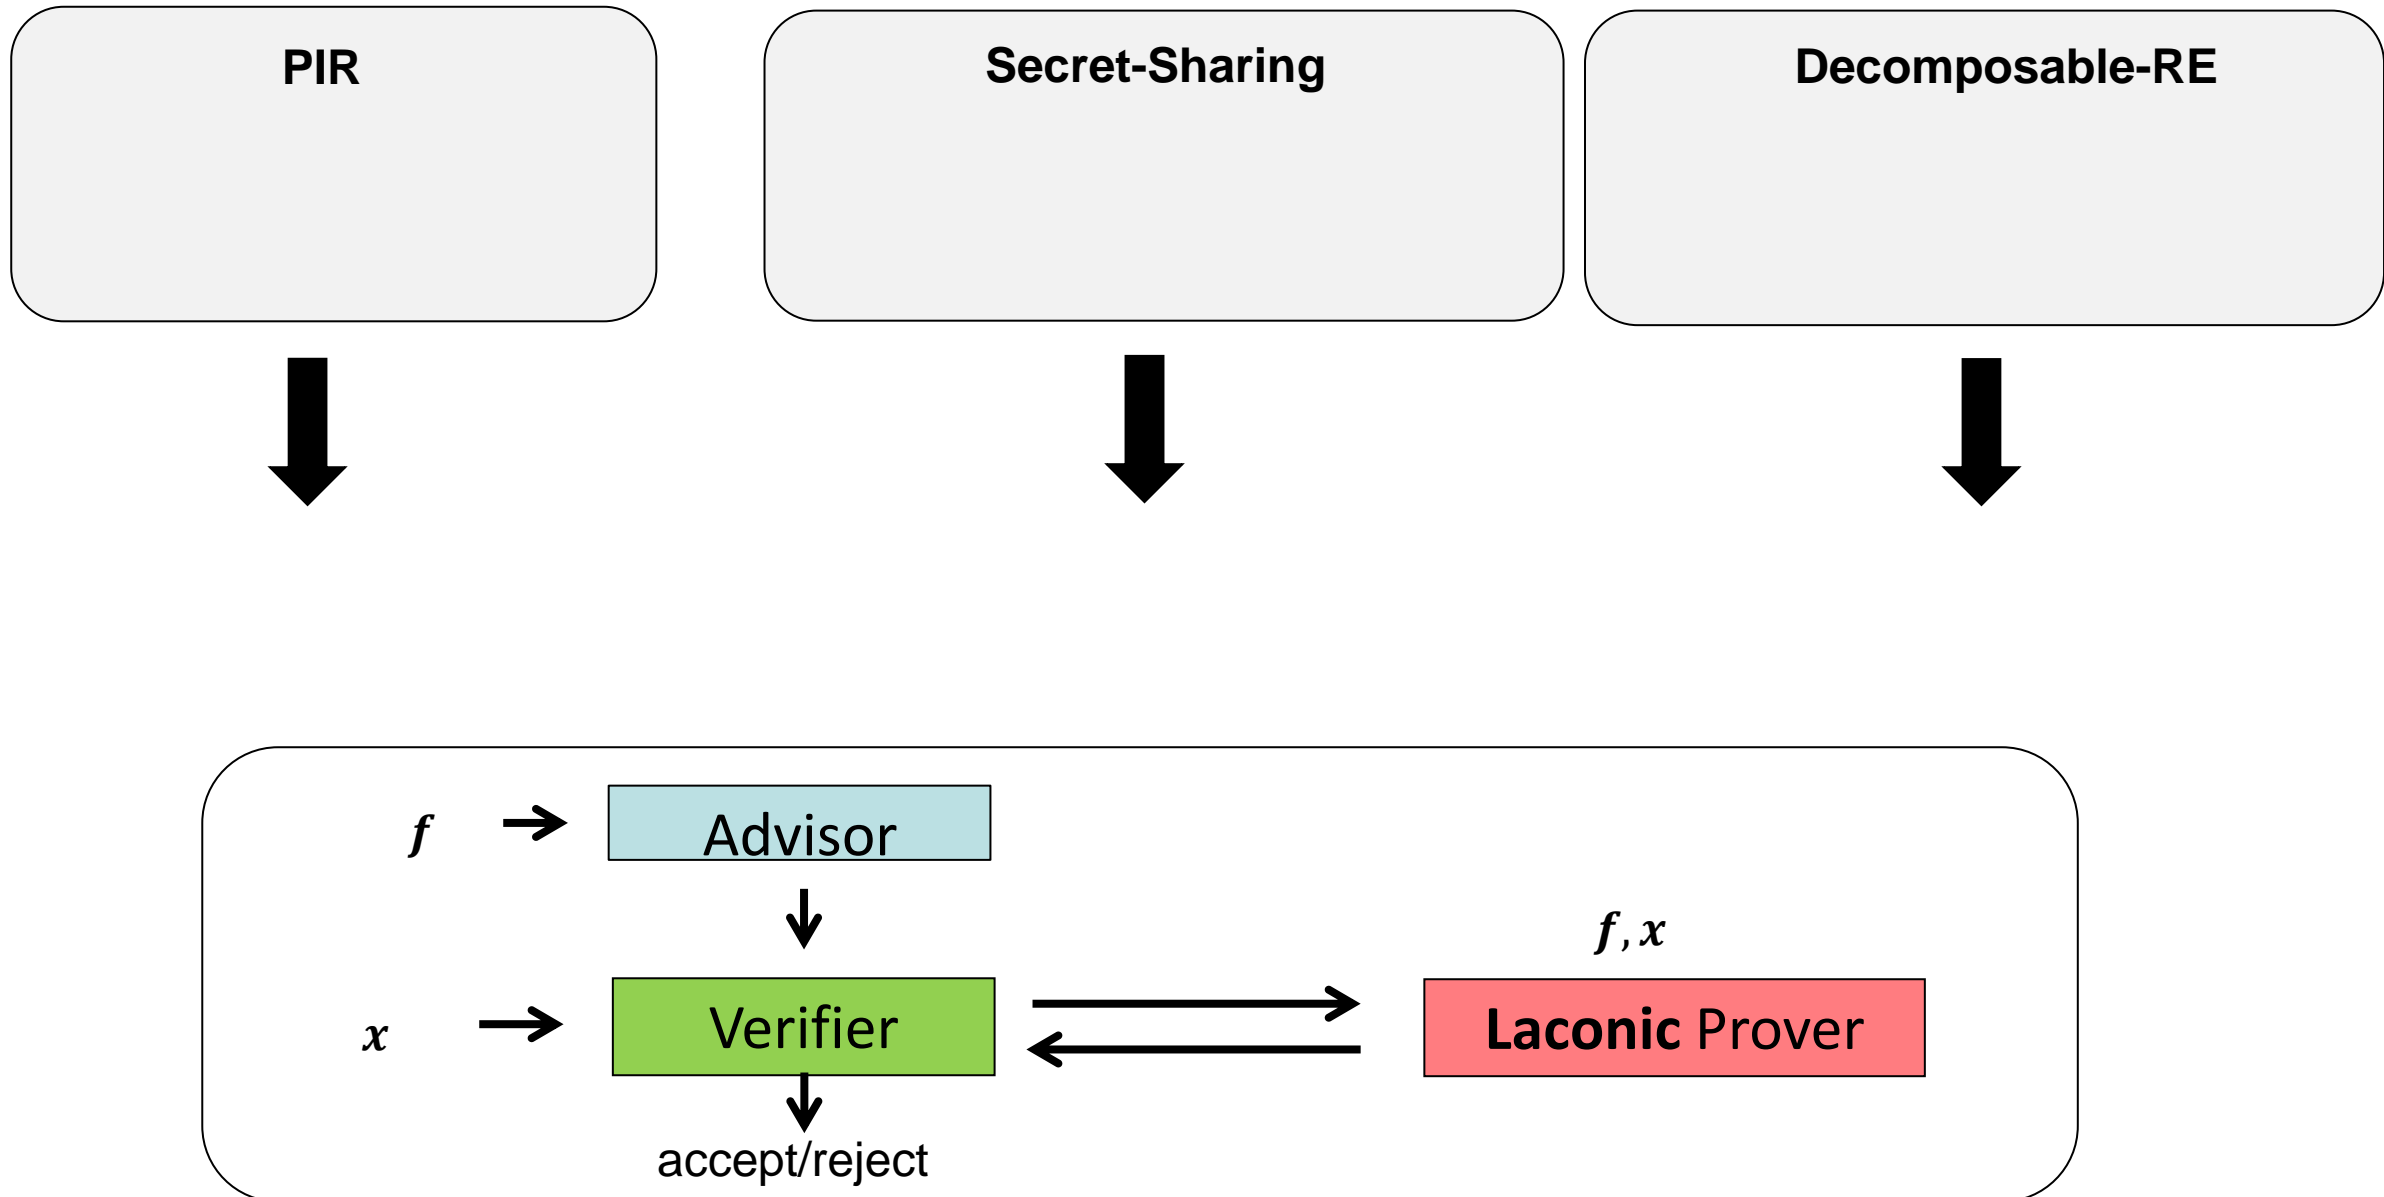 PIR
Secret-Sharing
Decomposable-RE
f
Advisor
f, x
x
Verifier
Laconic Prover
accept/reject